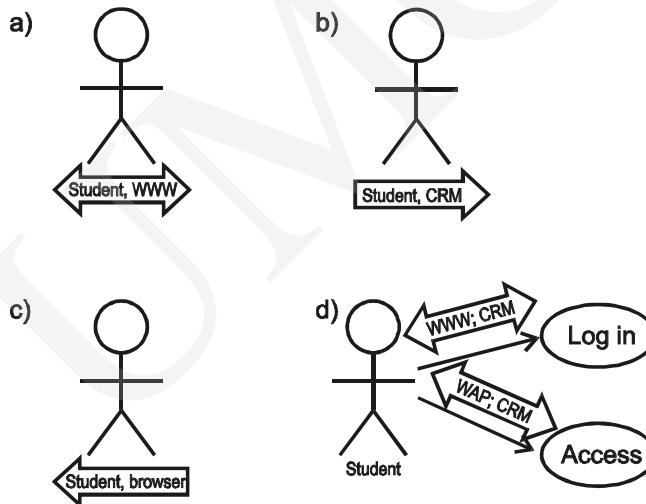 a)
b)
Student, WWW
Student, CRM
c)
d)
WWW; CRM
Log in
WAP; CRM
Student
Access
Student, browser